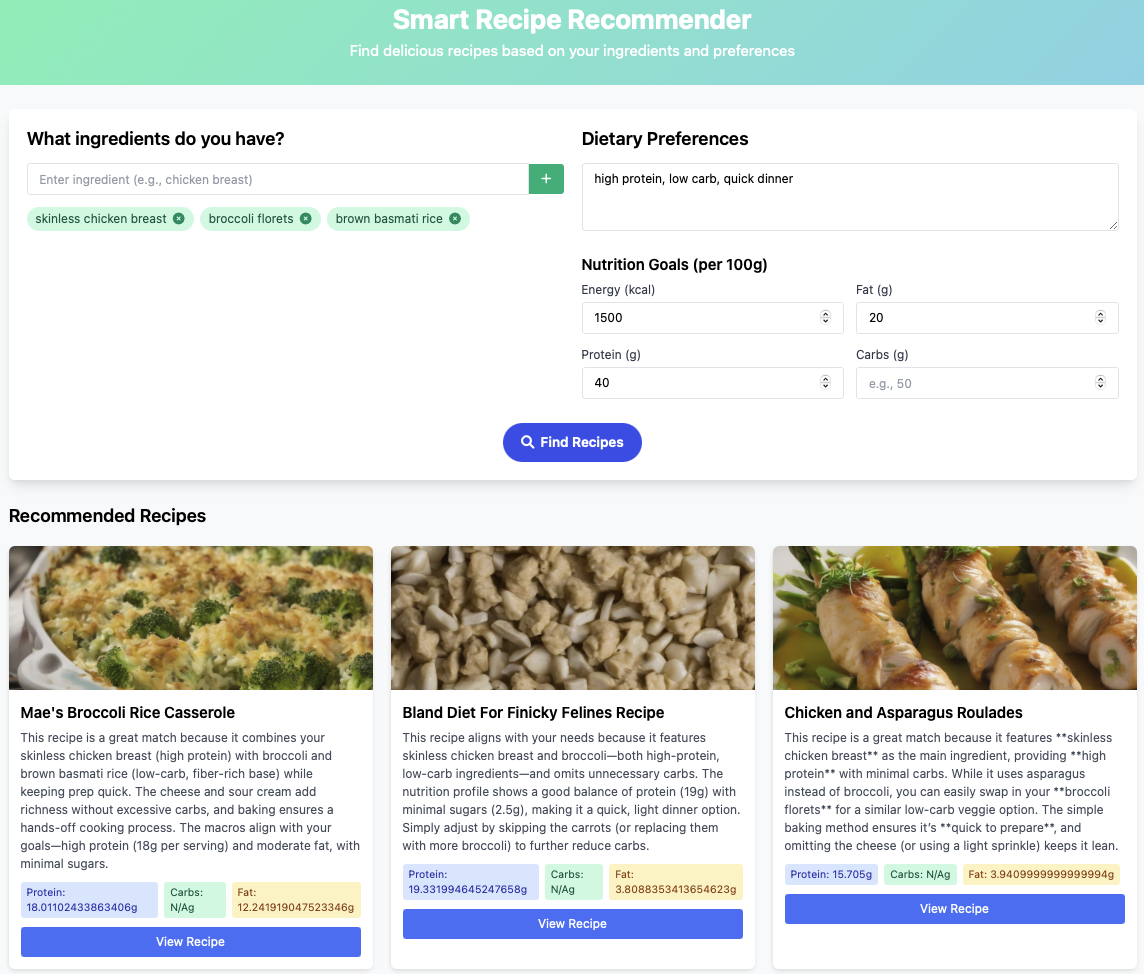 Smart Recipe Recommender
Find delicious recipes based on your ingredients and preferences
What ingredients do you have?
Enter ingredient (e.g., chicken breast)
+
skinless chicken breast
broccoli florets
brown basmati rice
Dietary Preferences
high protein, low carb, quick dinner
Nutrition Goals (per 100g)
Energy (kcal)
Fat (g)
1500
20
Protein (g)
Carbs (g)
40
e.g., 50
Find Recipes
Recommended Recipes
Mae's Broccoli Rice Casserole
This recipe is a great match because it combines your
skinless chicken breast (high protein) with broccoli and
brown basmati rice (low-carb, fiber-rich base) while
keeping prep quick. The cheese and sour cream add
richness without excessive carbs, and baking ensures a
hands-off cooking process. The macros align with your
goals—high protein (18g per serving) and moderate fat, with
minimal sugars.
Protein:
18.01102433863406g
Carbs:
N/Ag
Fat:
12.241919047523346g
View Recipe
Bland Diet For Finicky Felines Recipe
This recipe aligns with your needs because it features
skinless chicken breast and broccoli—both high-protein,
low-carb ingredients—and omits unnecessary carbs. The
nutrition profile shows a good balance of protein (19g) with
minimal sugars (2.5g), making it a quick, light dinner option.
Simply adjust by skipping the carrots (or replacing them
with more broccoli) to further reduce carbs.
Protein:
19.331994645247658g
Carbs:
N/Ag
Fat:
3.8088353413654623g
View Recipe
Chicken and Asparagus Roulades
This recipe is a great match because it features **skinless
chicken breast** as the main ingredient, providing **high
protein** with minimal carbs. While it uses asparagus
instead of broccoli, you can easily swap in your **broccoli
florets** for a similar low-carb veggie option. The simple
baking method ensures it's **quick to prepare**, and
omitting the cheese (or using a light sprinkle) keeps it lean.
Protein: 15.705g
Carbs: N/Ag
Fat: 3.9409999999999994g
View Recipe